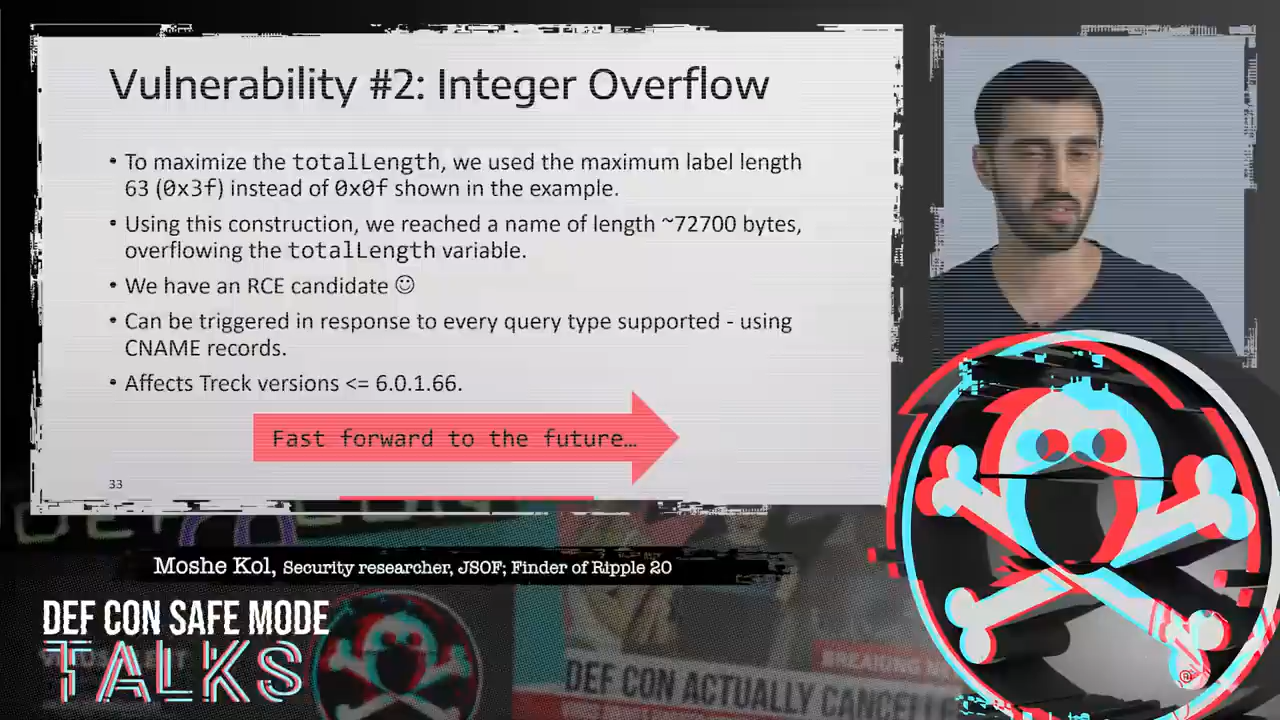 Vulnerability #2: Integer Overflow
• To maximize the totalLength, we used the maximum label length
63 (0x3f) instead of 0x0f shown in the example.
• Using this construction, we reached a name of length ~72700 bytes,
overflowing the totalLength variable.
• We have an RCE candidate ☺
• Can be triggered in response to every query type supported - using
CNAME records.
• Affects Treck versions <= 6.0.1.66.
Fast forward to the future…
33
DEF CON
Moshe Kol, Security researcher, JSOF; Finder of Ripple 20
DEF CON SAFE MODE
TALKS
BREAKING
DEF CON ACTUALLY CANCELLE
®